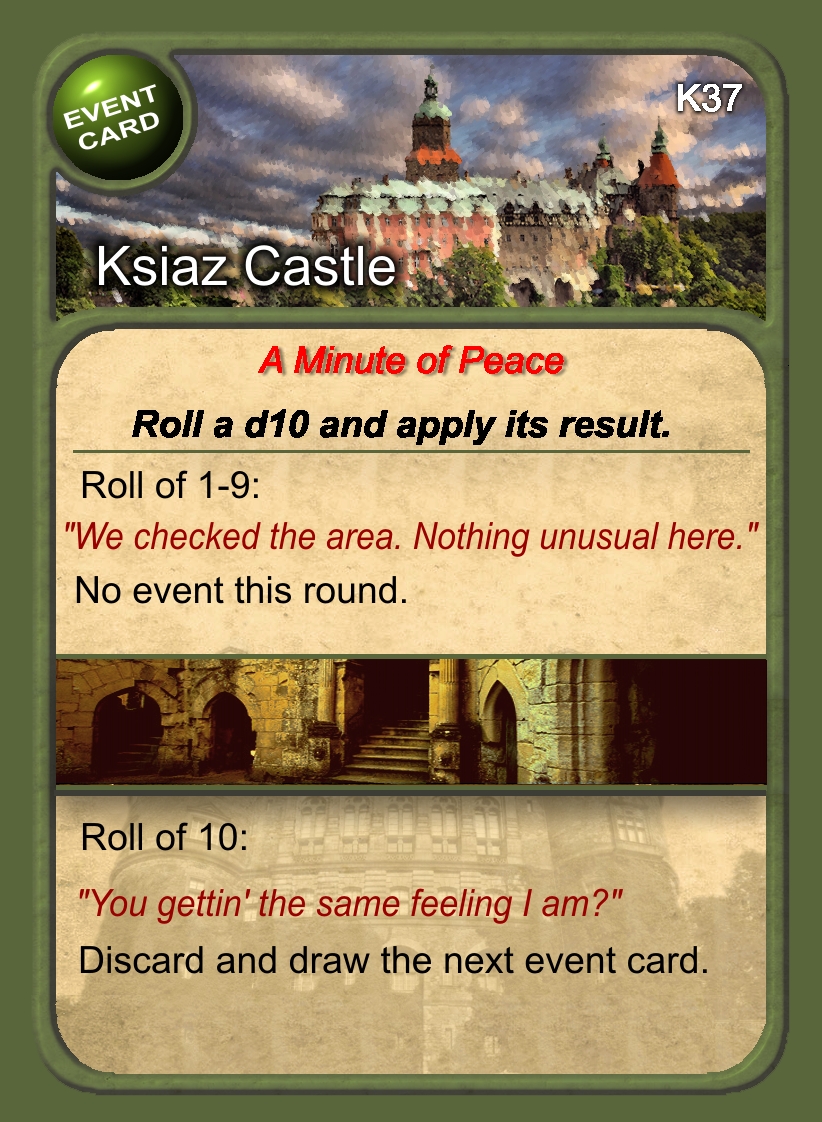 EVENT
CARD
K37
Ksiaz Castle
A Minute of Peace
Roll a d10 and apply its result.
Roll of 1-9:
"We checked the area. Nothing unusual here."
No event this round.
Roll of 10:
"You gettin' the same feeling I am?"
Discard and draw the next event card.